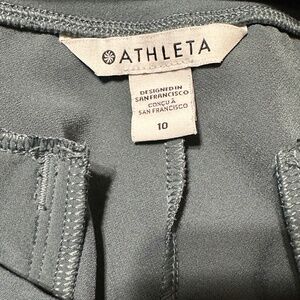 ATHLETA
DESIGNED IN
SAN FRANCISCO
CONÇU À
SAN FRANCISCO
10